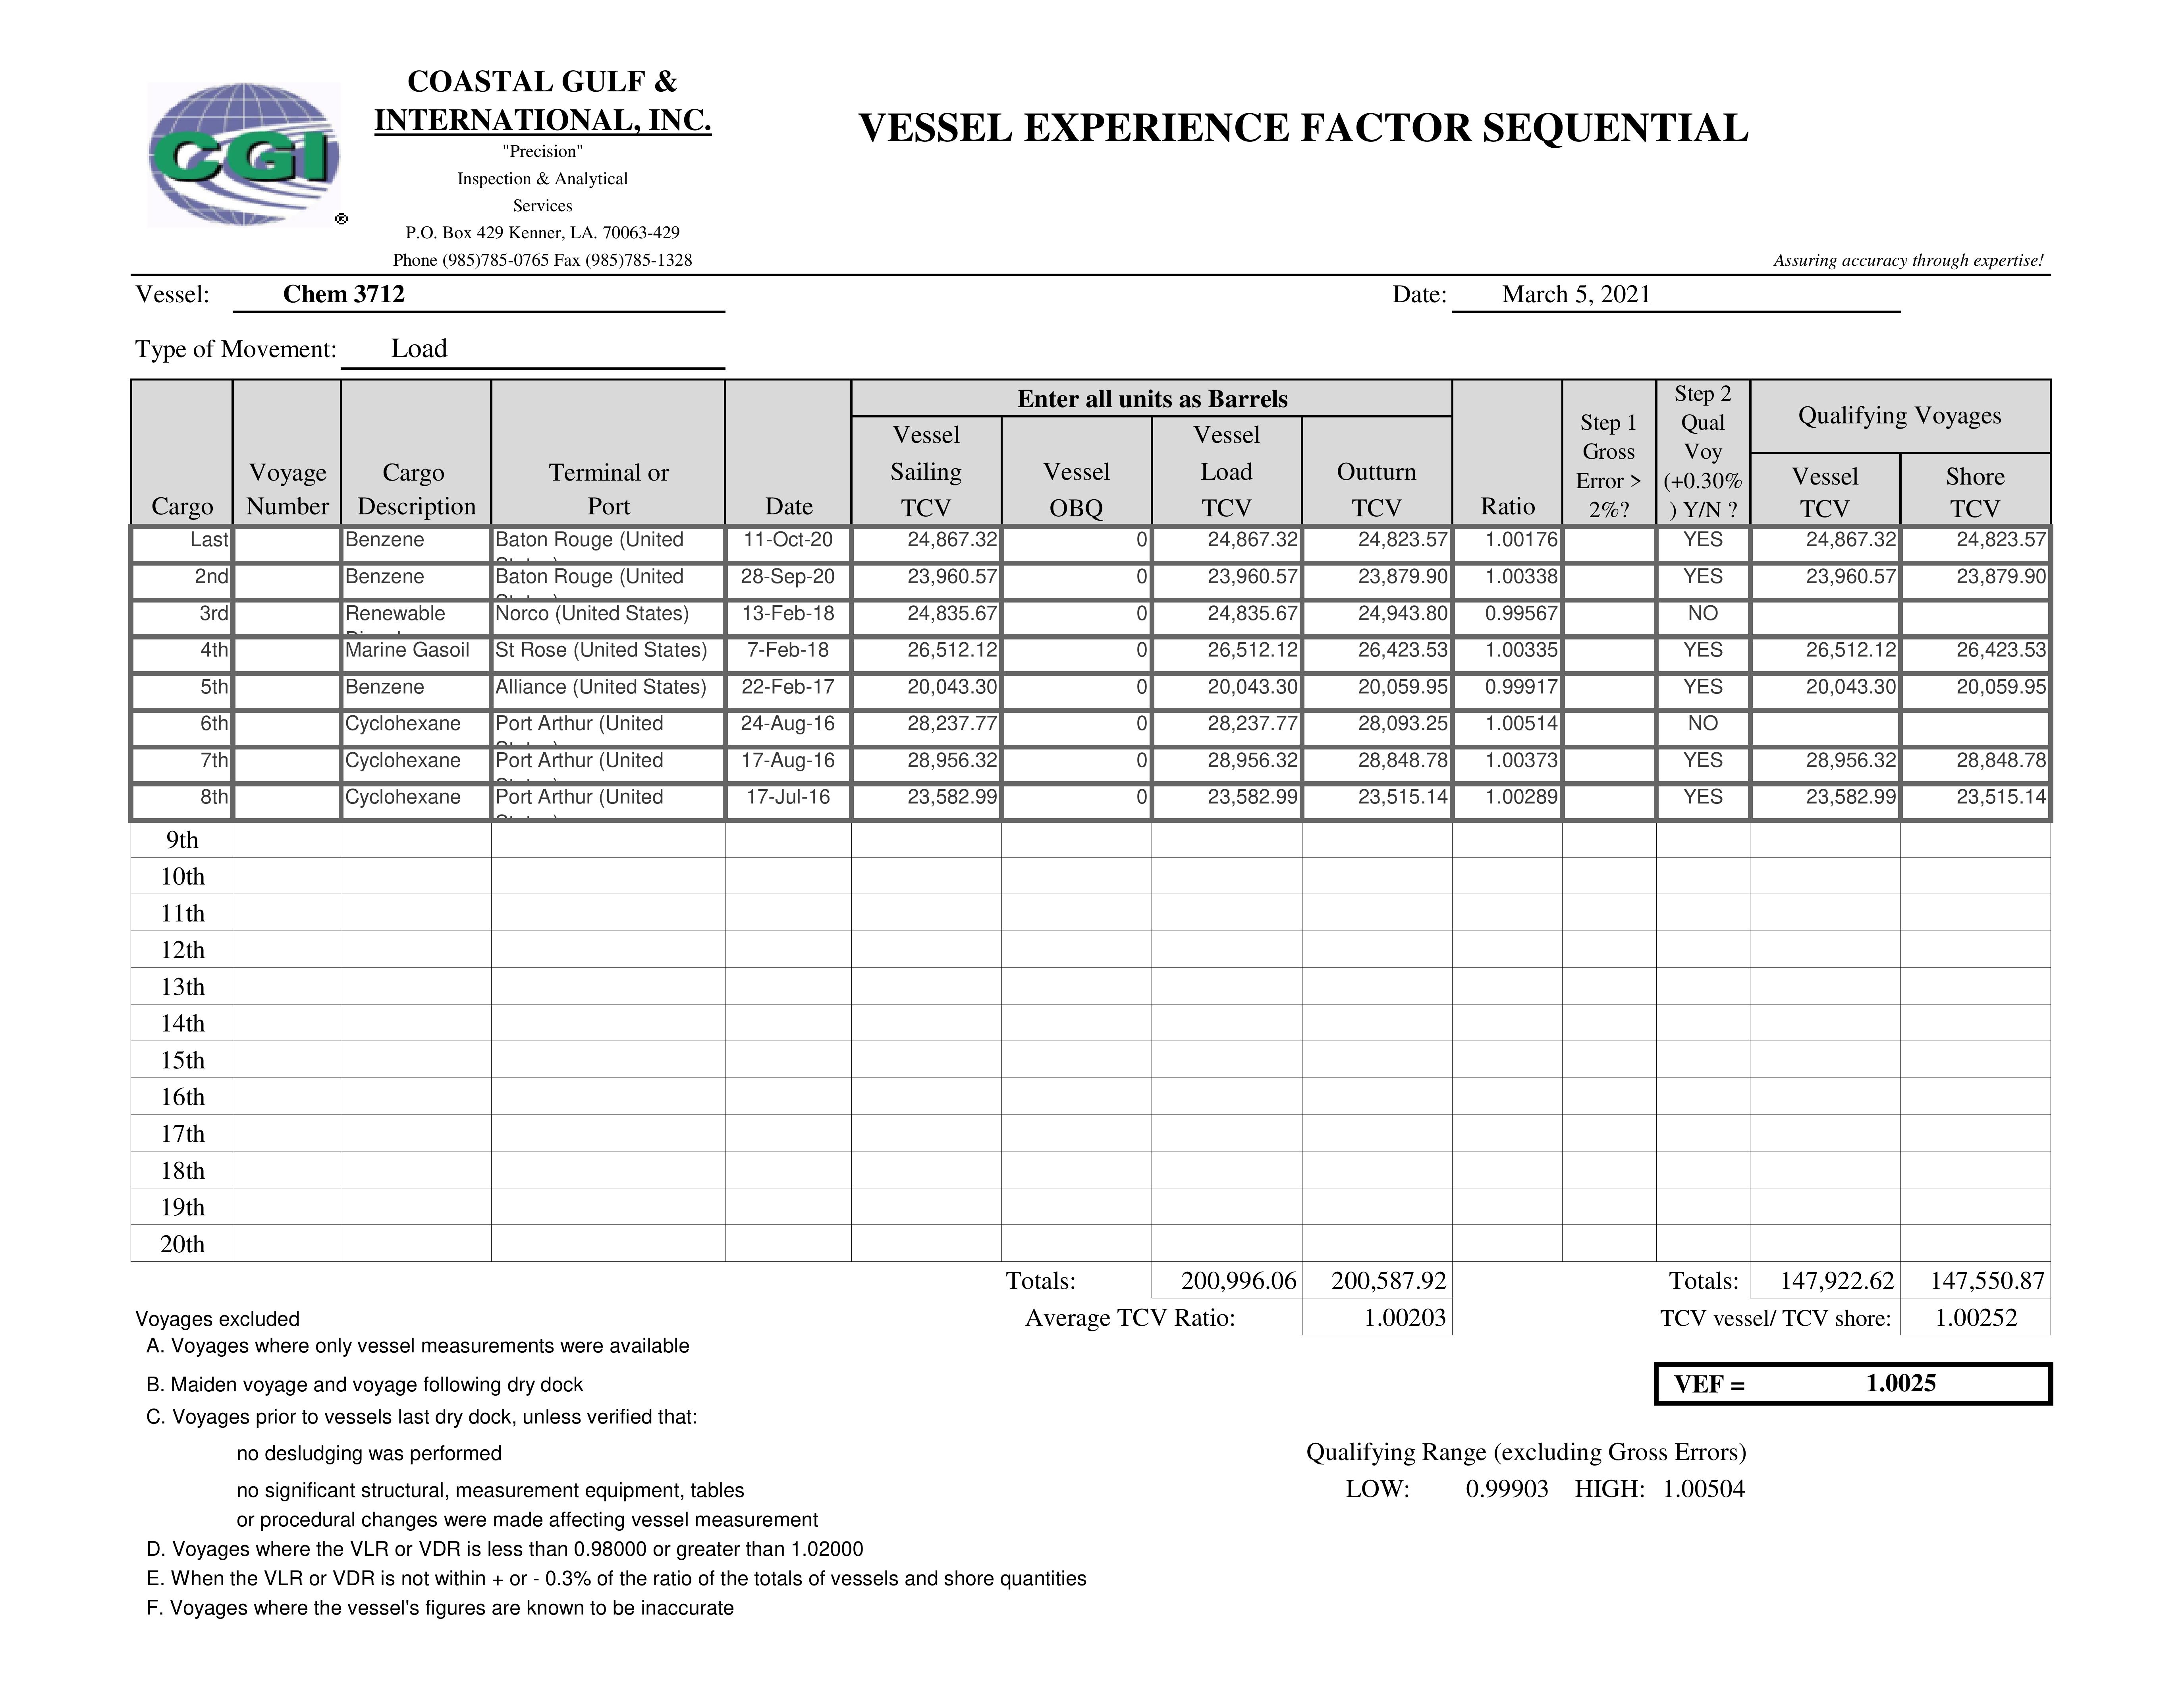 CGI
®
COASTAL GULF &
INTERNATIONAL, INC.
"Precision"
Inspection & Analytical
Services
P.O. Box 429 Kenner, LA. 70063-429
Phone (985)785-0765 Fax (985)785-1328
VESSEL EXPERIENCE FACTOR SEQUENTIAL
Assuring accuracy through expertise!
Vessel: Chem 3712 Date: March 5, 2021
Type of Movement: Load
Cargo
Voyage
Number
Cargo
Description
Terminal or
Port
Date
Enter all units as Barrels
Vessel
Sailing
TCV
Vessel
OBQ
Vessel
Load
TCV
Outturn
TCV
Ratio
Step 1
Gross
Error >
2%?
Step 2
Qual
Voy
(+0.30%
) Y/N ?
Qualifying Voyages
Vessel
TCV
Shore
TCV
Last Benzene Baton Rouge (United 11-Oct-20 24,867.32 0 24,867.32 24,823.57 1.00176 YES 24,867.32 24,823.57
2nd Benzene Baton Rouge (United 28-Sep-20 23,960.57 0 23,960.57 23,879.90 1.00338 YES 23,960.57 23,879.90
3rd Renewable Norco (United States) 13-Feb-18 24,835.67 0 24,835.67 24,943.80 0.99567 NO
4th Marine Gasoil St Rose (United States) 7-Feb-18 26,512.12 0 26,512.12 26,423.53 1.00335 YES 26,512.12 26,423.53
5th Benzene Alliance (United States) 22-Feb-17 20,043.30 0 20,043.30 20,059.95 0.99917 YES 20,043.30 20,059.95
6th Cyclohexane Port Arthur (United 24-Aug-16 28,237.77 0 28,237.77 28,093.25 1.00514 NO
7th Cyclohexane Port Arthur (United 17-Aug-16 28,956.32 0 28,956.32 28,848.78 1.00373 YES 28,956.32 28,848.78
8th Cyclohexane Port Arthur (United 17-Jul-16 23,582.99 0 23,582.99 23,515.14 1.00289 YES 23,582.99 23,515.14
9th
10th
11th
12th
13th
14th
15th
16th
17th
18th
19th
20th
Totals: 200,996.06 200,587.92 Totals: 147,922.62 147,550.87
Voyages excluded Average TCV Ratio: 1.00203 TCV vessel/ TCV shore: 1.00252
A. Voyages where only vessel measurements were available
B. Maiden voyage and voyage following dry dock VEF = 1.0025
C. Voyages prior to vessels last dry dock, unless verified that:
no desludging was performed Qualifying Range (excluding Gross Errors)
no significant structural, measurement equipment, tables LOW: 0.99903 HIGH: 1.00504
or procedural changes were made affecting vessel measurement
D. Voyages where the VLR or VDR is less than 0.98000 or greater than 1.02000
E. When the VLR or VDR is not within + or - 0.3% of the ratio of the totals of vessels and shore quantities
F. Voyages where the vessel's figures are known to be inaccurate